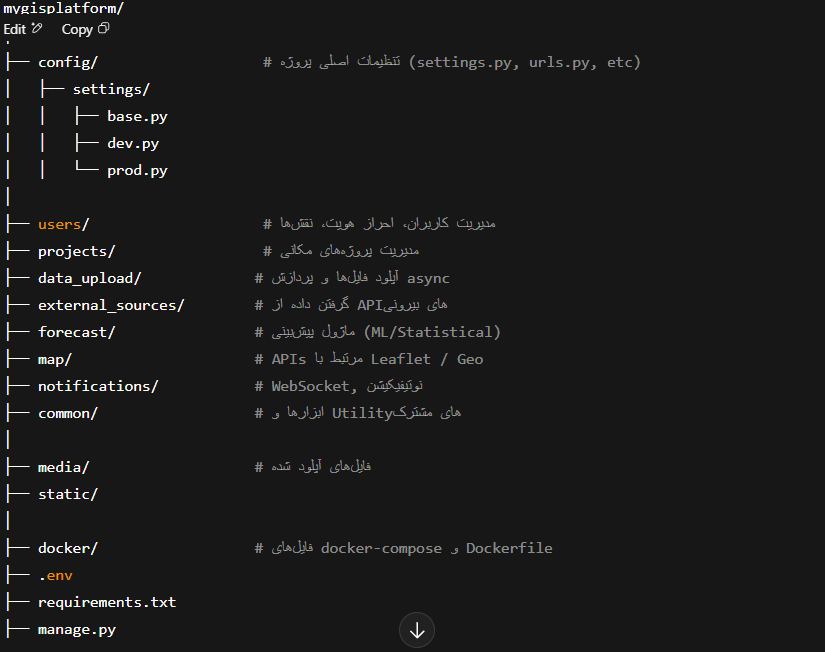 mygisplatform/
Edit Copy
│
├── config/ # تنظیمات اصلی پروژه (settings.py, urls.py, etc)
│ ├── settings/
│ │ ├── base.py
│ │ ├── dev.py
│ │ └── prod.py
│
├── users/ # مدیریت کاربران، احراز هویت، نقش‌ها
├── projects/ # مدیریت پروژه‌های مکانی
├── data_upload/ # آپلود فایل‌ها و پردازش async
├── external_sources/ # گرفتن داده از APIهای بیرونی
├── forecast/ # ماژول پیش‌بینی (ML/Statistical)
├── map/ # APIs مرتبط با Leaflet / Geo
├── notifications/ # WebSocket, نوتیفیکیشن
├── common/ # ابزارها و Utilityهای مشترک
│
├── media/ # فایل‌های آپلود شده
├── static/
│
├── docker/ # فایل‌های docker-compose و Dockerfile
├── .env
├── requirements.txt
├── manage.py